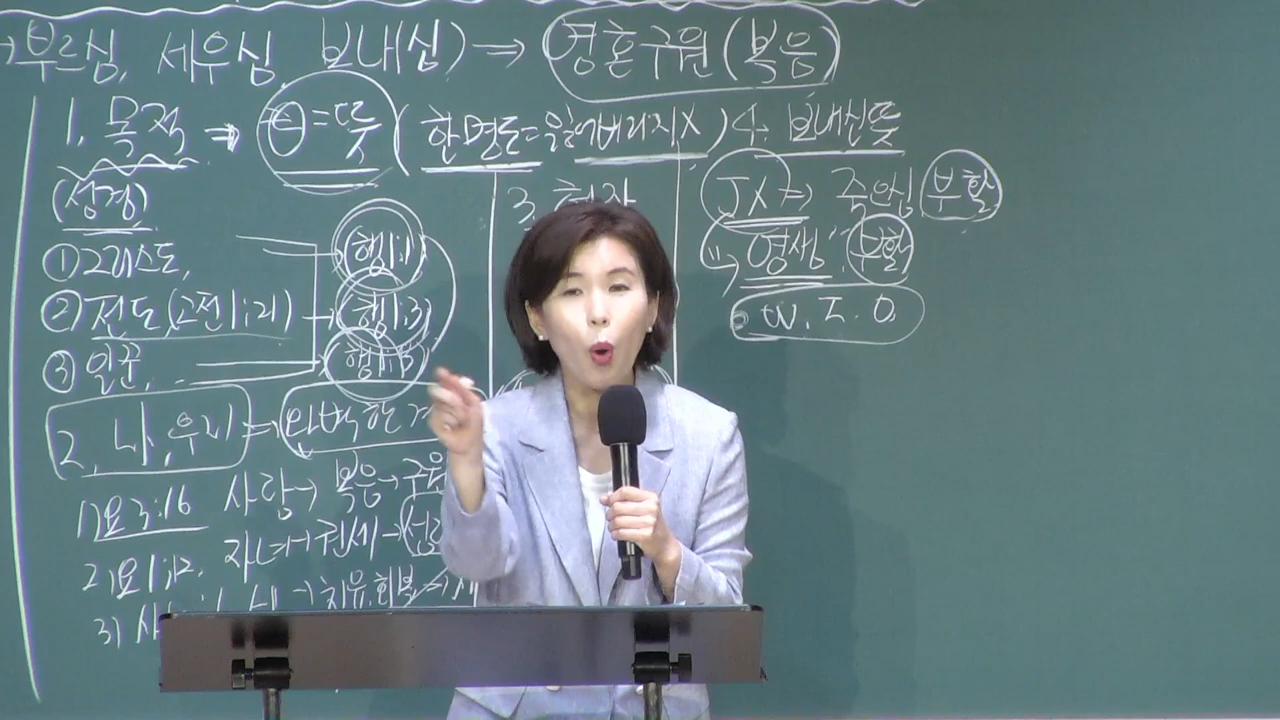 →부르심, 세우심, 보내(심) ⇒ 영혼구원(복음)
1. 목적 ⇒ ㉠=뜻 (한명도=잃어버리지X) 4. 보내신뜻
(성경)
①그리스도,
②전도(고전1:21) → 행1:1 행1:3 행1:8
③일꾼,
2. 나, 우리 ⇒ 완벽한
1)요3:16 사랑→ 복음→구원
2)요1:12, 자녀→권세→
3) → 치유, 회복,
3. 현장
JX ⇒ 죽으심 부활
영생, 부활
W. I. O.